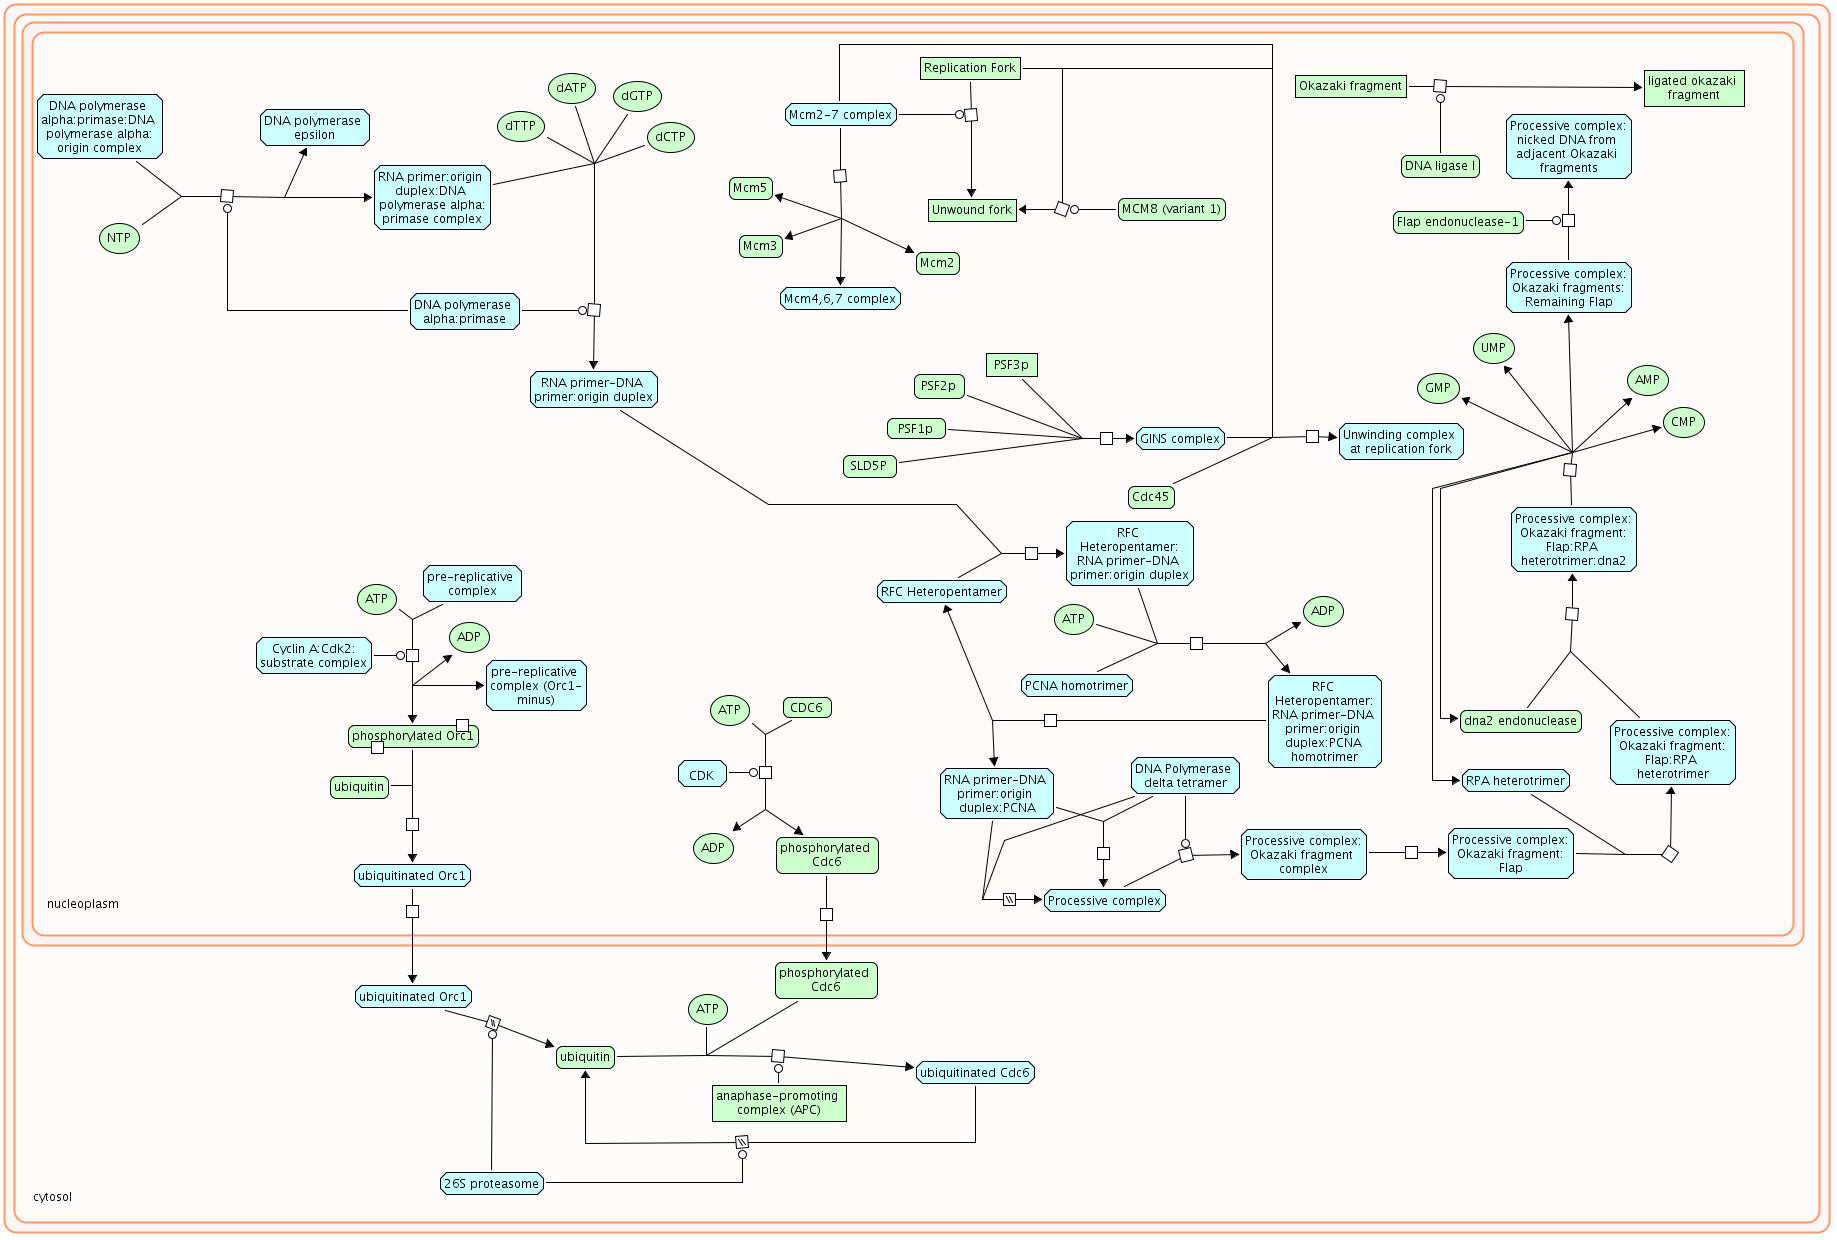 DNA polymerase
alpha:primase:DNA
polymerase alpha:
origin complex
NTP
DNA polymerase
epsilon
RNA primer:origin
duplex:DNA
polymerase alpha:
primase complex
dTTP
dATP
dGTP
dCTP
DNA polymerase
alpha:primase
RNA primer-DNA
primer:origin duplex
Replication Fork
Mcm2-7 complex
Mcm5
Mcm3
Mcm2
Mcm4,6,7 complex
Unwound fork
MCM8 (variant 1)
Okazaki fragment
ligated okazaki
fragment
DNA ligase I
Processive complex:
nicked DNA from
adjacent Okazaki
fragments
Flap endonuclease-1
Processive complex:
Okazaki fragments:
Remaining Flap
UMP
GMP
AMP
CMP
PSF3p
PSF2p
PSF1p
SLD5P
GINS complex
Cdc45
Unwinding complex
at replication fork
Processive complex:
Okazaki fragment:
Flap:RPA
heterotrimer:dna2
RFC
Heteropentamer:
RNA primer-DNA
primer:origin duplex
RFC Heteropentamer
ATP
ADP
PCNA homotrimer
RFC
Heteropentamer:
RNA primer-DNA
primer:origin
duplex:PCNA
homotrimer
dna2 endonuclease
Processive complex:
Okazaki fragment:
Flap:RPA
heterotrimer
RPA heterotrimer
RNA primer-DNA
primer:origin
duplex:PCNA
DNA Polymerase
delta tetramer
Processive complex:
Okazaki fragment
complex
Processive complex:
Okazaki fragment:
Flap
Processive complex
pre-replicative
complex
ATP
Cyclin A:Cdk2:
substrate complex
ADP
pre-replicative
complex (Orc1-
minus)
phosphorylated Orc1
ubiquitin
ubiquitinated Orc1
ATP
CDC6
CDK
ADP
phosphorylated
Cdc6
nucleoplasm
ubiquitinated Orc1
phosphorylated
Cdc6
ATP
ubiquitin
ubiquitinated Cdc6
anaphase-promoting
complex (APC)
26S proteasome
cytosol